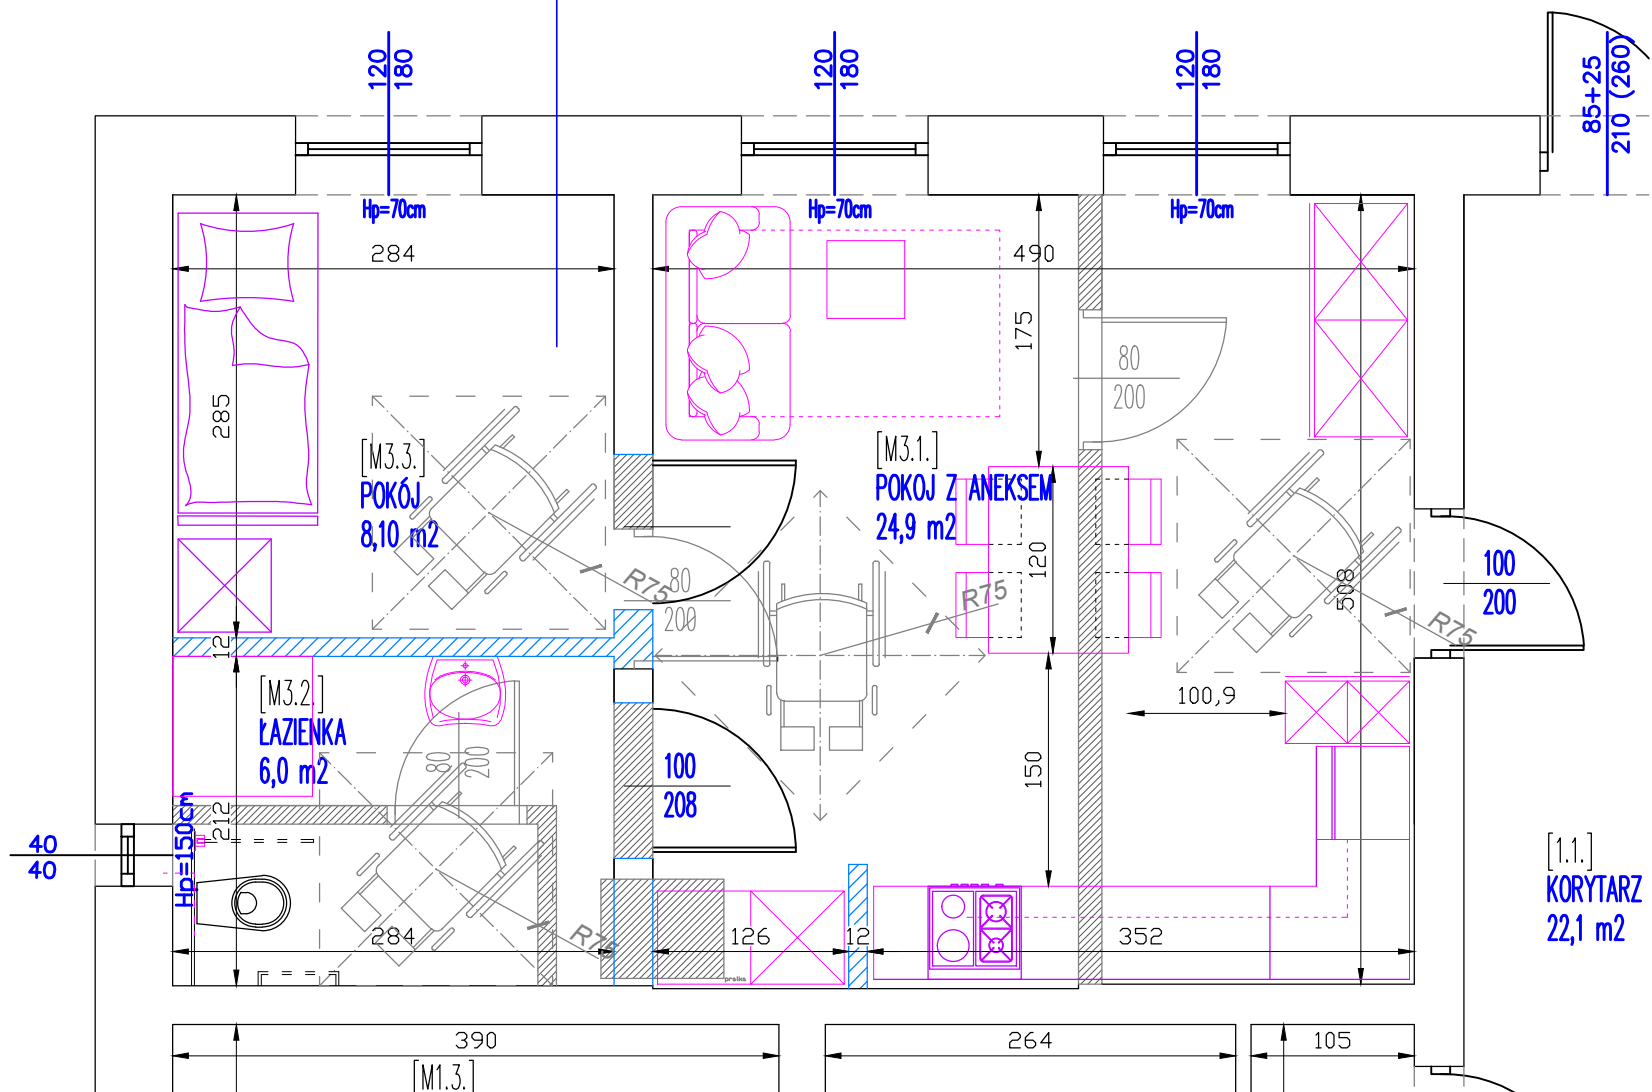 120
180
120
180
120
180
85+25
210 (260)
Hp=70cm
Hp=70cm
Hp=70cm
284
490
175
80
200
285
[M3.3.]
POKÓJ
8,10 m2
[M3.1.]
POKOJ Z ANEKSEM
24,9 m2
120
R75
80
200
R75
508
100
200
R75
12
[M3.2.]
ŁAZIENKA
6,0 m2
80
200
100
208
100,9
150
212
Hp=150cm
40
40
[1.1.]
KORYTARZ
22,1 m2
284
R75
126
12
352
pralka
390
264
105
[M1.3.]